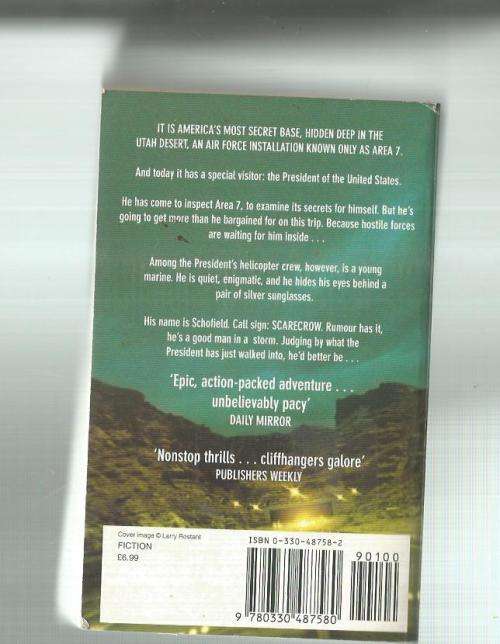 IT IS AMERICA'S MOST SECRET BASE, HIDDEN DEEP IN THE
UTAH DESERT, AN AIR FORCE INSTALLATION KNOWN ONLY AS AREA 7.
And today it has a special visitor: the President of the United States.
He has come to inspect Area 7, to examine its secrets for himself. But he's
going to get more than he bargained for on this trip. Because hostile forces
are waiting for him inside . . .
Among the President's helicopter crew, however, is a young
marine. He is quiet, enigmatic, and he hides his eyes behind a
pair of silver sunglasses.
His name is Schofield. Call sign: SCARECROW. Rumour has it,
he's a good man in a storm. Judging by what the
President has just walked into, he'd better be . . .
'Epic, action-packed adventure . . .
unbelievably pacy'
DAILY MIRROR
'Nonstop thrills . . . cliffhangers galore'
PUBLISHERS WEEKLY
Cover image © Larry Rostant
FICTION
£6.99
ISBN 0-330-48758-2
90100
9 780330 487580